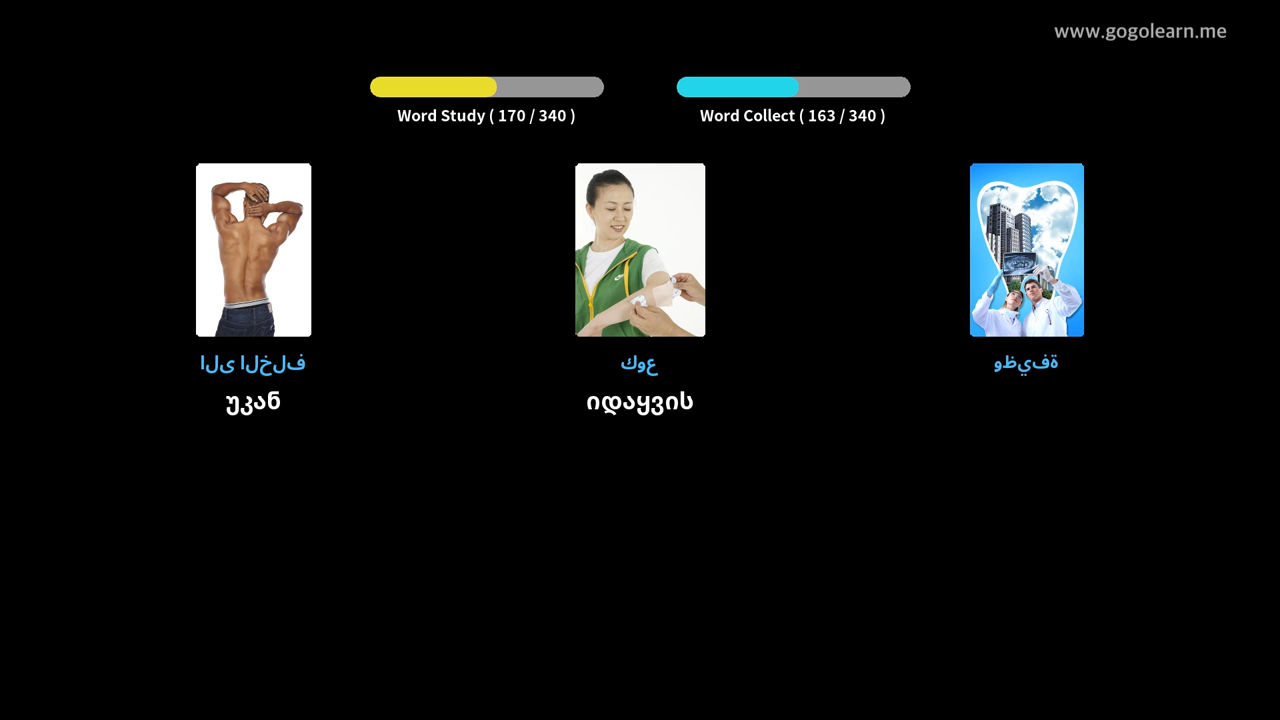 www.gogolearn.me
Word Study ( 170 / 340 )
Word Collect ( 163 / 340 )
الى الخلف
كوع
وظيفة
უკან
იდაყვის